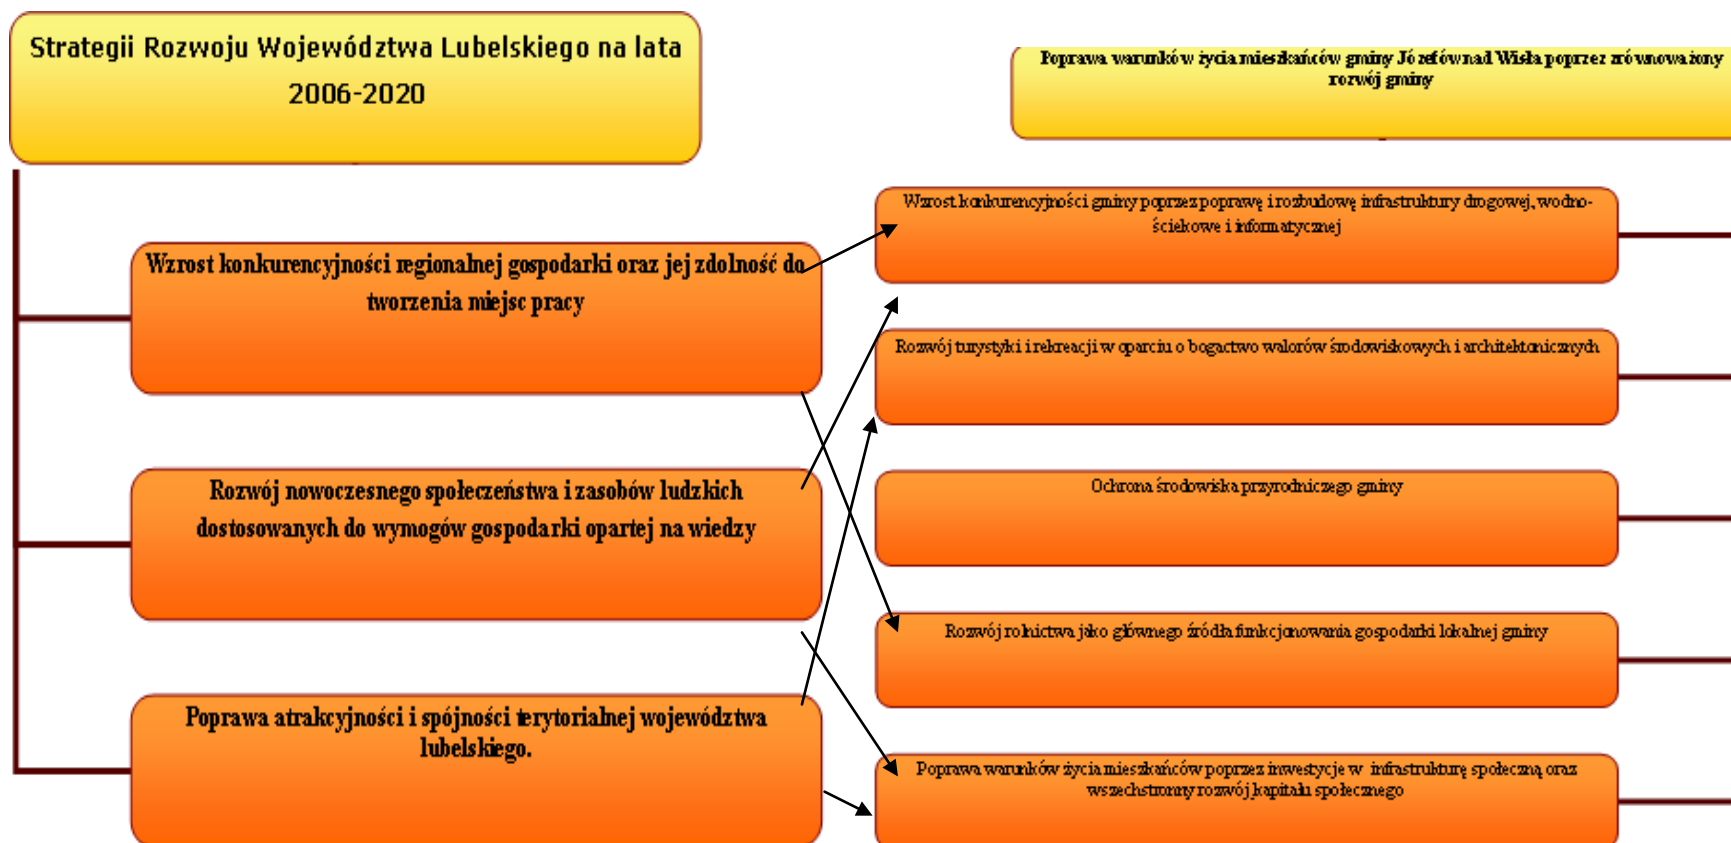 Strategii Rozwoju Województwa Lubelskiego na lata
2006-2020
Wzrost konkurencyjności regionalnej gospodarki oraz jej zdolność do
tworzenia miejsc pracy
Rozwój nowoczesnego społeczeństwa i zasobów ludzkich
dostosowanych do wymogów gospodarki opartej na wiedzy
Poprawa atrakcyjności i spójności terytorialnej województwa
lubelskiego.
Poprawa warunków życia mieszkańców gminy Józefów nad Wisła poprzez zrównoważony
rozwój gminy
Wzrost konkurencyjności gminy poprzez poprawę i rozbudowę infrastruktury drogowej, wodno-
ściekowe i informatycznej
Rozwój turystyki i rekreacji w oparciu o bogactwo walorów środowiskowych i architektonicznych
Ochrona środowiska przyrodniczego gminy
Rozwój rolnictwa jako głównego źródła funkcjonowania gospodarki lokalnej gminy
Poprawa warunków życia mieszkańców poprzez inwestycje w infrastrukturę społeczną oraz
wszechstronny rozwój kapitału społecznego